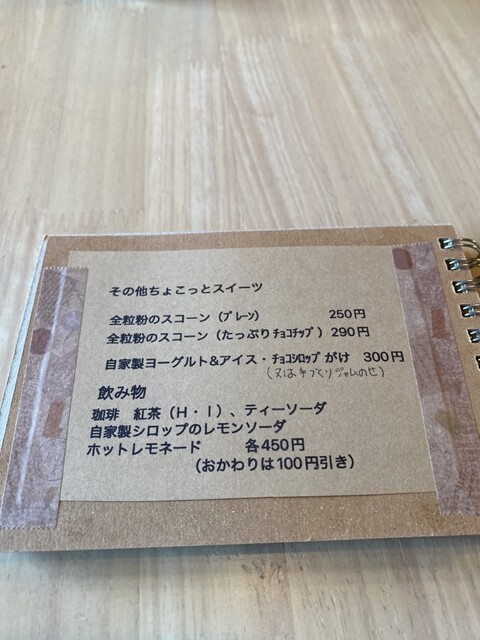 その他ちょこっとスイーツ
全粒粉のスコーン（ﾌﾟﾚｰﾝ） 250円
全粒粉のスコーン（たっぷりﾁｮｺﾁｯﾌﾟ）290円
自家製ヨーグルト&アイス・ﾁｮｺｼﾛｯﾌﾟがけ 300円
（又は手づくりジャムのせ）
飲み物
珈琲 紅茶（H・I）、ティーソーダ
自家製シロップのレモンソーダ
ホットレモネード 各450円
（おかわりは100円引き）